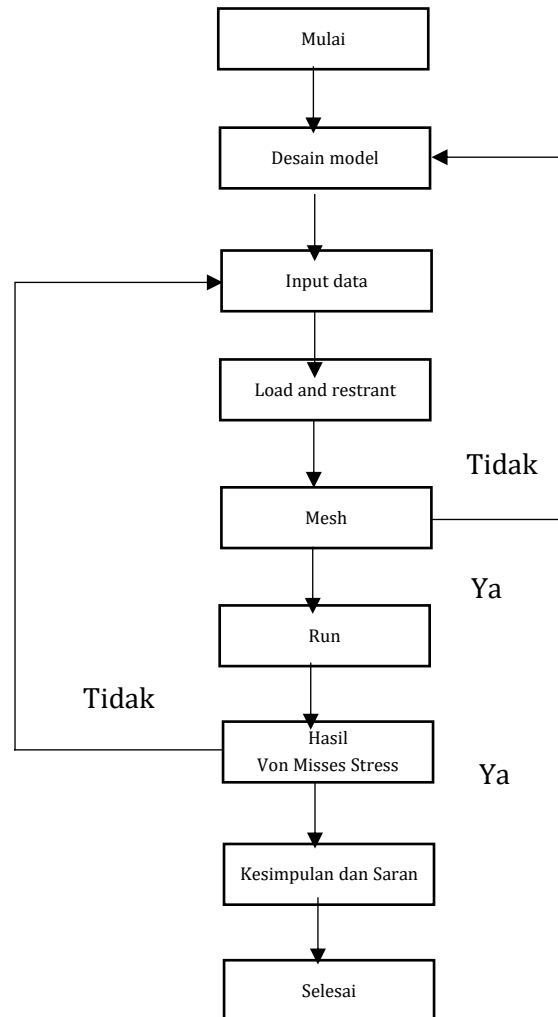 Mulai
Desain model
Input data
Load and restrant
Tidak
Mesh
Ya
Run
Tidak
Hasil
Von Misses Stress
Ya
Kesimpulan dan Saran
Selesai